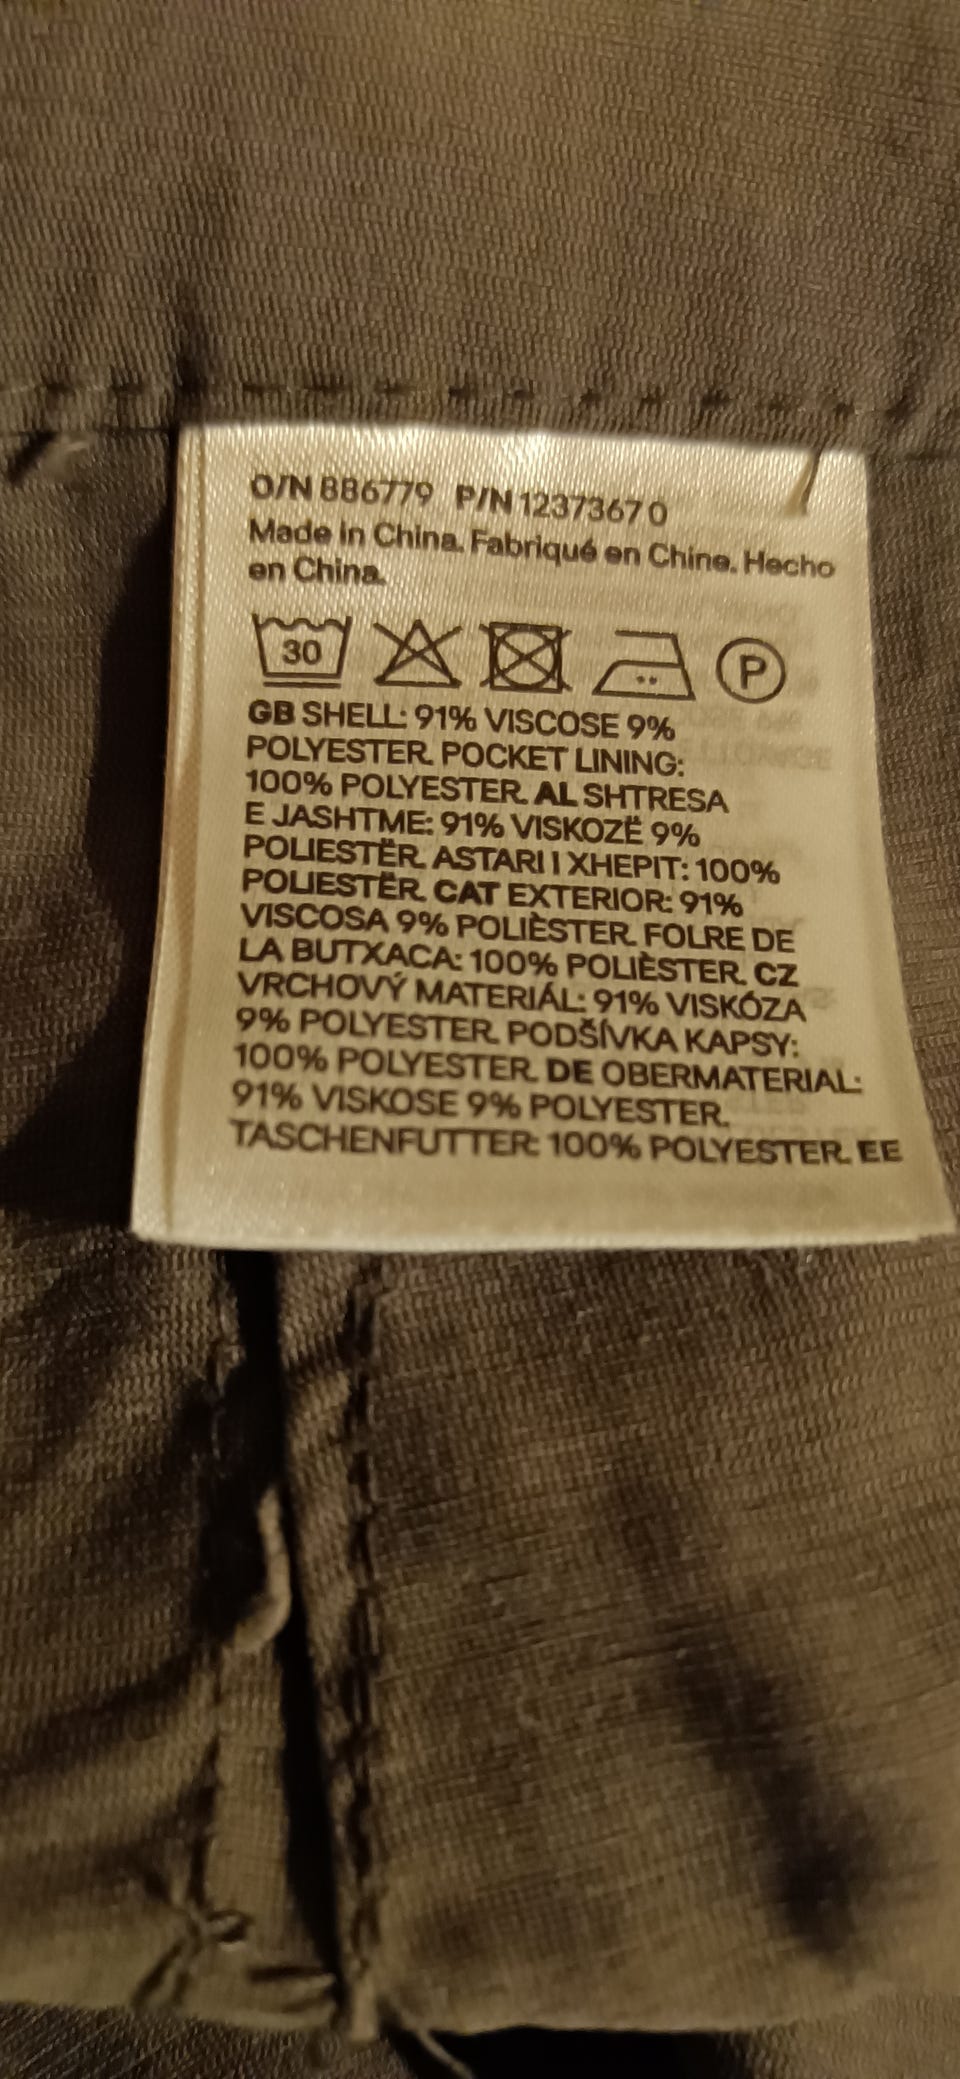 O/N 886779 P/N 1237367 0
Made in China. Fabriqué en Chine. Hecho
en China.
30 P
GB SHELL: 91% VISCOSE 9%
POLYESTER. POCKET LINING:
100% POLYESTER. AL SHTRESA
E JASHTME: 91% VISKOZË 9%
POLIESTËR. ASTARI I XHEPIT: 100%
POLIESTËR. CAT EXTERIOR: 91%
VISCOSA 9% POLIÈSTER. FOLRE DE
LA BUTXACA: 100% POLIÈSTER. CZ
VRCHOVÝ MATERIÁL: 91% VISKÓZA
9% POLYESTER. PODŠÍVKA KAPSY:
100% POLYESTER. DE OBERMATERIAL:
91% VISKOSE 9% POLYESTER.
TASCHENFUTTER: 100% POLYESTER. EE